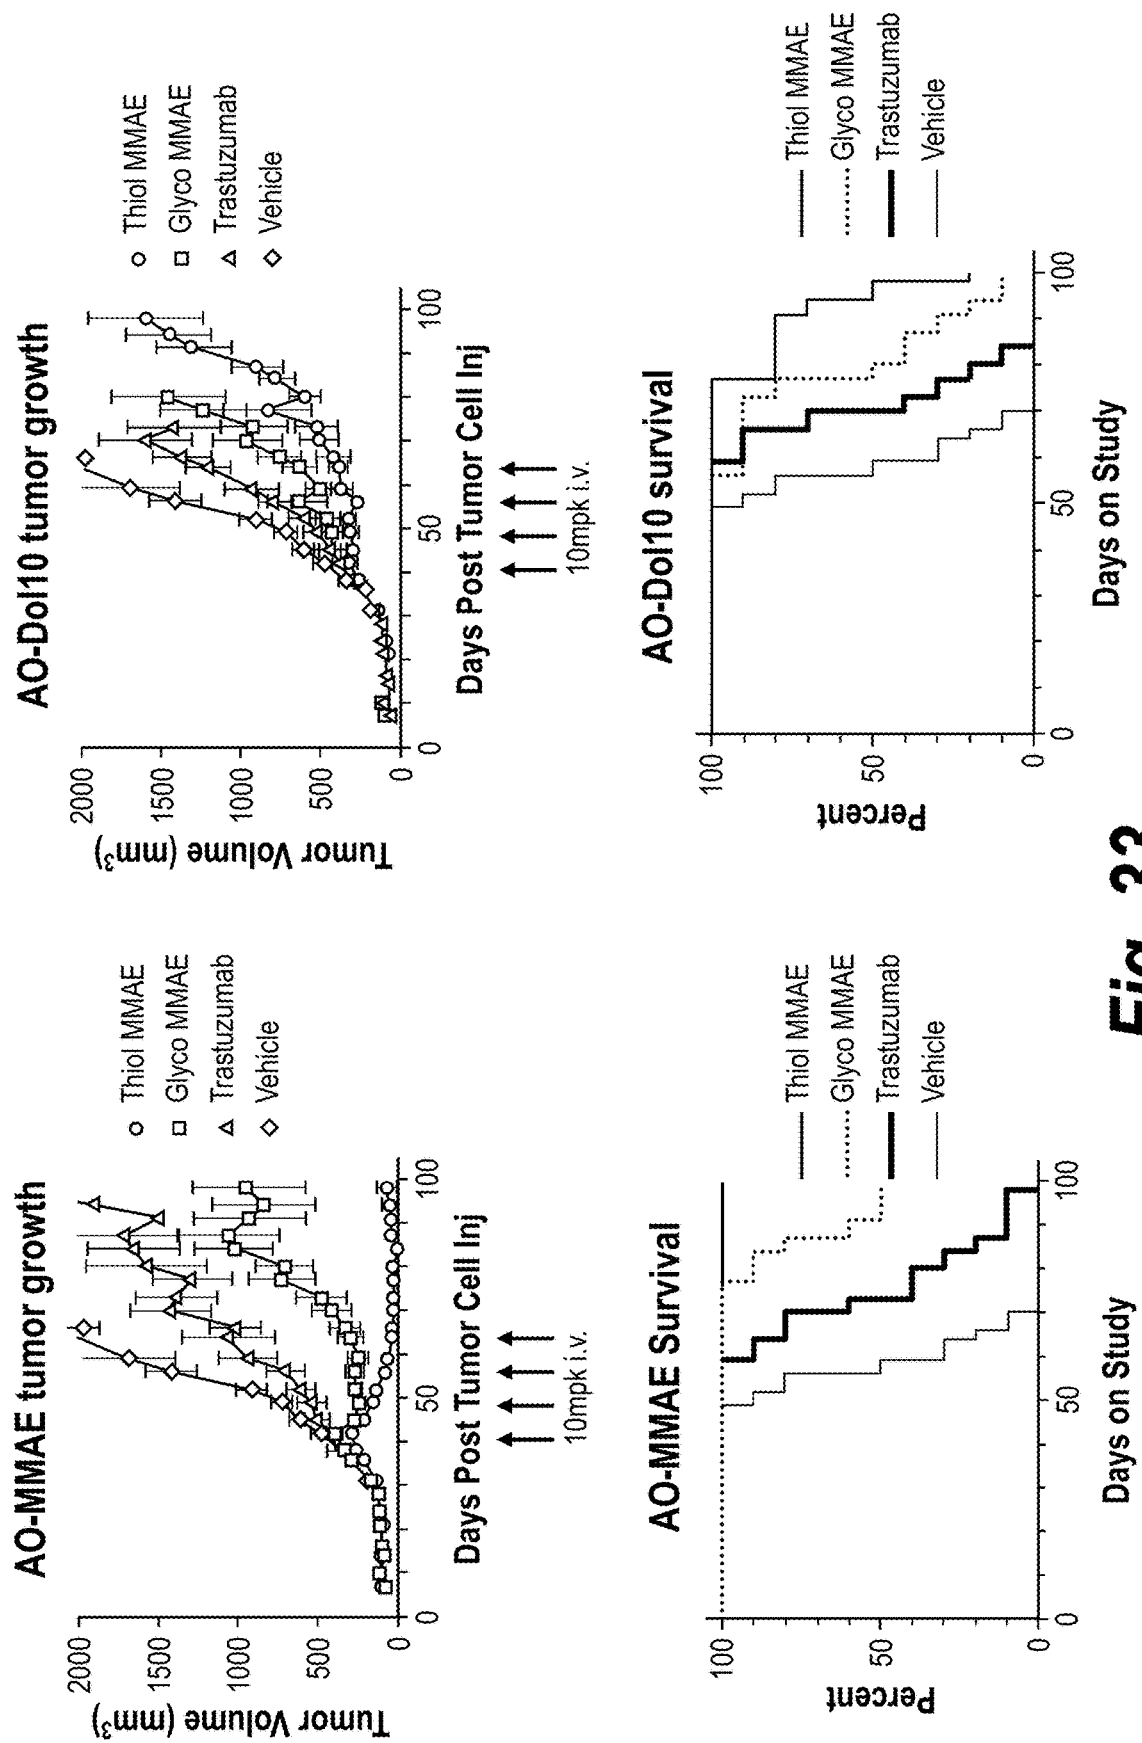 AO-MMAE tumor growth
Tumor Volume (mm3)
2000
1500
1000
500
0
0
50
100
Days Post Tumor Cell Inj
10mpk i.v.
Thiol MMAE
Glyco MMAE
Trastuzumab
Vehicle
AO-Dol10 tumor growth
Tumor Volume (mm3)
2000
1500
1000
500
0
0
50
100
Days Post Tumor Cell Inj
10mpk i.v.
Thiol MMAE
Glyco MMAE
Trastuzumab
Vehicle
AO-MMAE Survival
Percent
100
50
0
0
50
100
Days on Study
Thiol MMAE
Glyco MMAE
Trastuzumab
Vehicle
AO-Dol10 survival
Percent
100
50
0
0
50
100
Days on Study
Thiol MMAE
Glyco MMAE
Trastuzumab
Vehicle